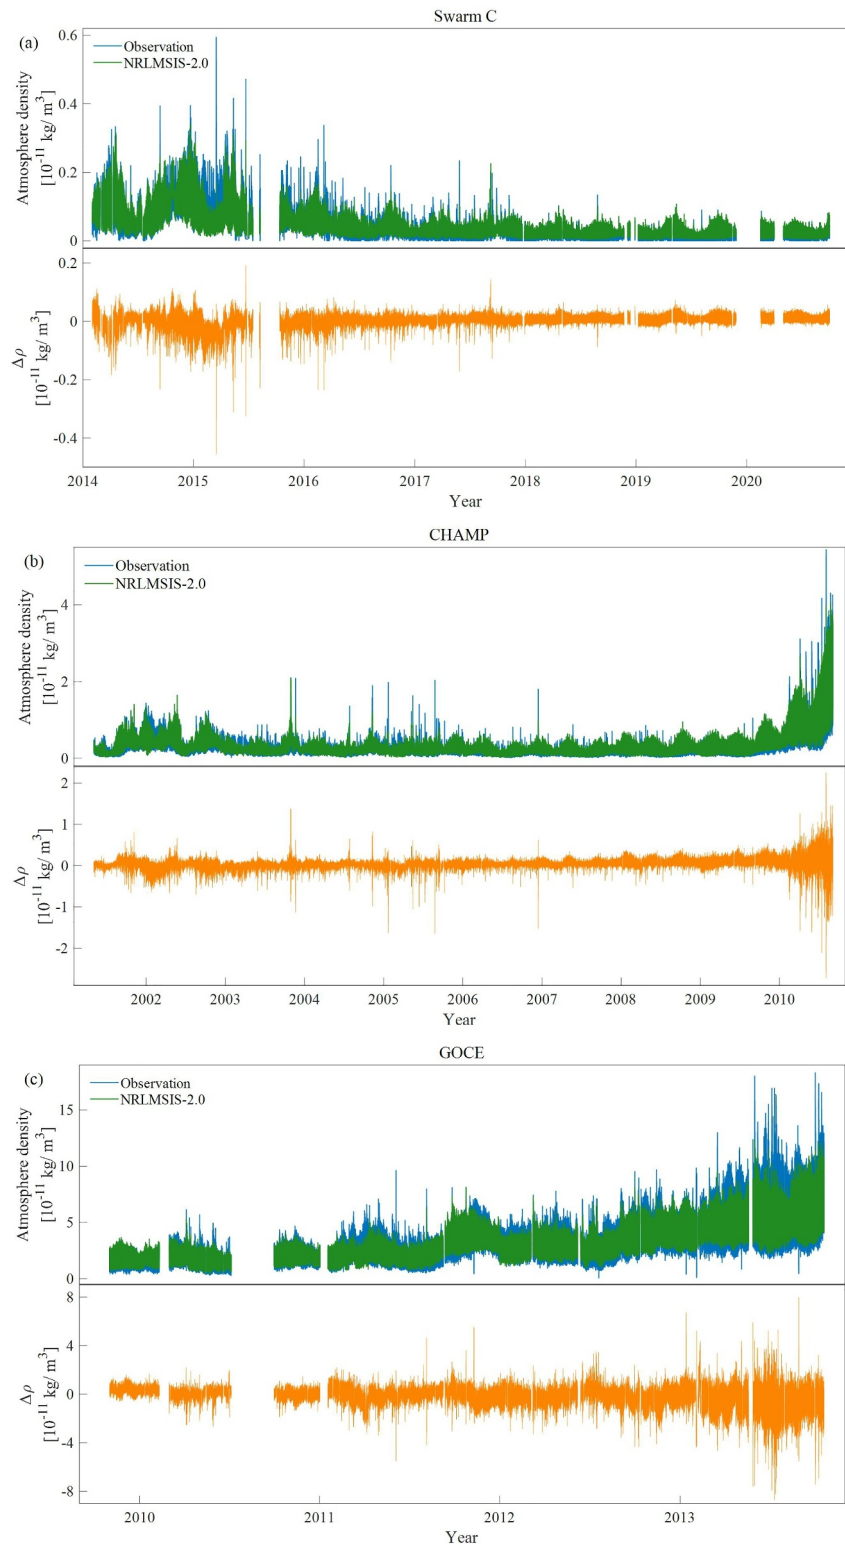 Swarm C
(a)
Observation
NRLMSIS-2.0
Atmosphere density
[10⁻¹¹ kg/ m³]
0.6
0.4
0.2
0
Δρ
[10⁻¹¹ kg/ m³]
0.2
0
-0.2
-0.4
2014 2015 2016 2017 2018 2019 2020
Year
CHAMP
(b)
Observation
NRLMSIS-2.0
Atmosphere density
[10⁻¹¹ kg/ m³]
4
2
0
Δρ
[10⁻¹¹ kg/ m³]
2
1
0
-1
-2
2002 2003 2004 2005 2006 2007 2008 2009 2010
Year
GOCE
(c)
Observation
NRLMSIS-2.0
Atmosphere density
[10⁻¹¹ kg/ m³]
15
10
5
0
Δρ
[10⁻¹¹ kg/ m³]
8
4
0
-4
-8
2010 2011 2012 2013
Year